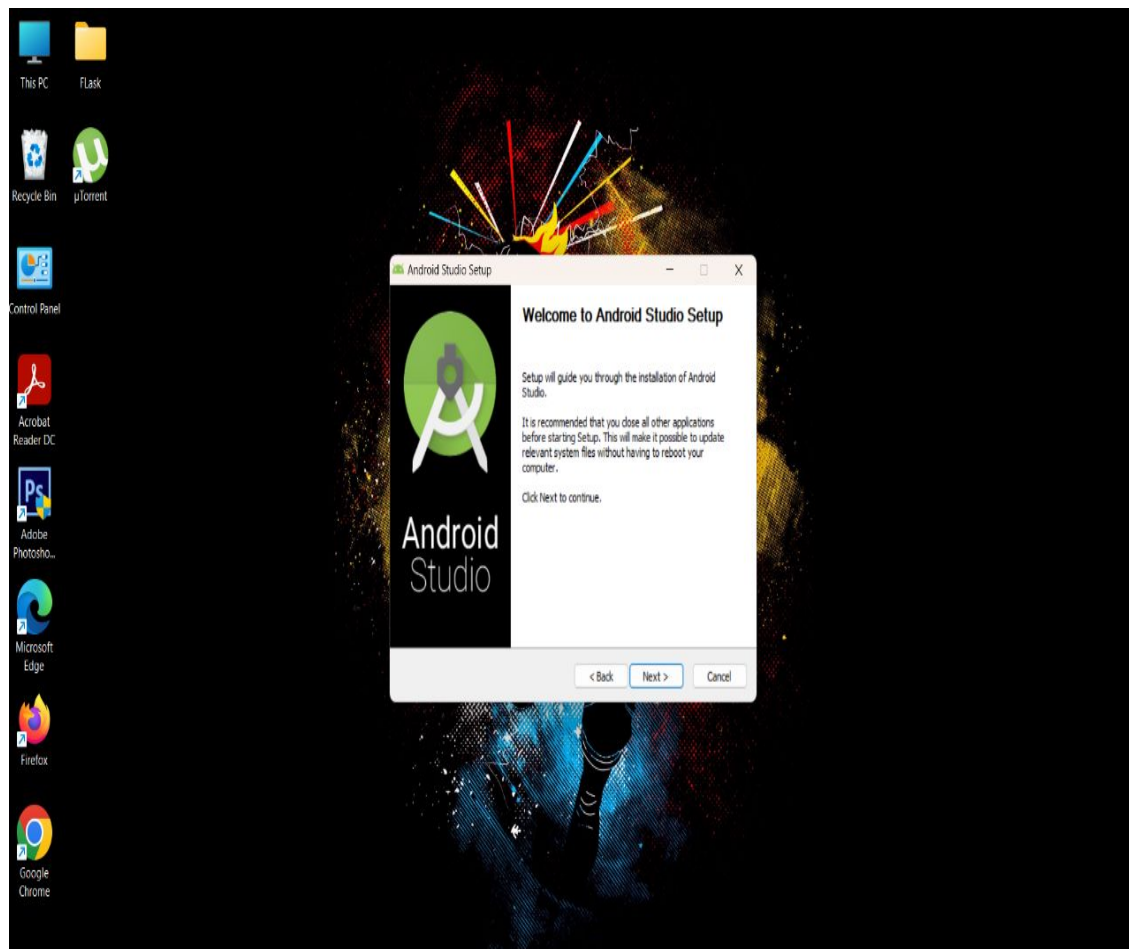 This PC
FLask
Recycle Bin
µTorrent
Control Panel
Acrobat
Reader DC
Ps
Adobe
Photosho...
Microsoft
Edge
Firefox
Google
Chrome
Android Studio Setup
Android
Studio
Welcome to Android Studio Setup
Setup will guide you through the installation of Android
Studio.
It is recommended that you close all other applications
before starting Setup. This will make it possible to update
relevant system files without having to reboot your
computer.
Click Next to continue.
< Back
Next >
Cancel